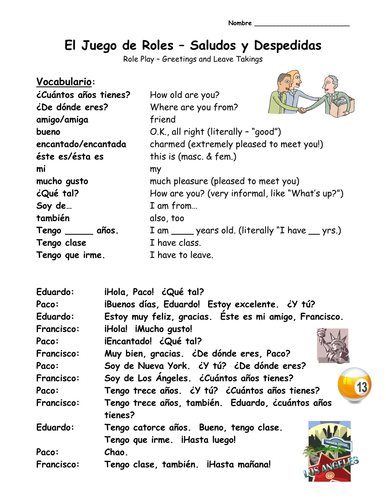 Nombre ____________________
El Juego de Roles – Saludos y Despedidas
Role Play – Greetings and Leave Takings
Vocabulario:
¿Cuántos años tienes? How old are you?
¿De dónde eres? Where are you from?
amigo/amiga friend
bueno O.K., all right (literally – “good”)
encantado/encantada charmed (extremely pleased to meet you!)
éste es/ésta es this is (masc. & fem.)
mi my
mucho gusto much pleasure (pleased to meet you)
¿Qué tal? How are you? (very informal, like “What’s up?”)
Soy de… I am from…
también also, too
Tengo _____ años. I am ____ years old. (literally “I have __ yrs.)
Tengo clase I have class.
Tengo que irme. I have to leave.
Eduardo: ¡Hola, Paco! ¿Qué tal?
Paco: ¡Buenos días, Eduardo! Estoy excelente. ¿Y tú?
Eduardo: Estoy muy feliz, gracias. Éste es mi amigo, Francisco.
Francisco: ¡Hola! ¡Mucho gusto!
Paco: ¡Encantado! ¿Qué tal?
Francisco: Muy bien, gracias. ¿De dónde eres, Paco?
Paco: Soy de Nueva York. ¿Y tú? ¿De dónde eres?
Francisco: Soy de Los Ángeles. ¿Cuántos años tienes?
Paco: Tengo trece años. ¿Y tú? ¿Cuántos años tienes?
Francisco: Tengo trece años, también. Eduardo, ¿cuántos años
tienes?
Eduardo: Tengo catorce años. Bueno, tengo clase.
Tengo que irme. ¡Hasta luego!
Paco: Chao.
Francisco: Tengo clase, también. ¡Hasta mañana!
13
LOS ANGELES